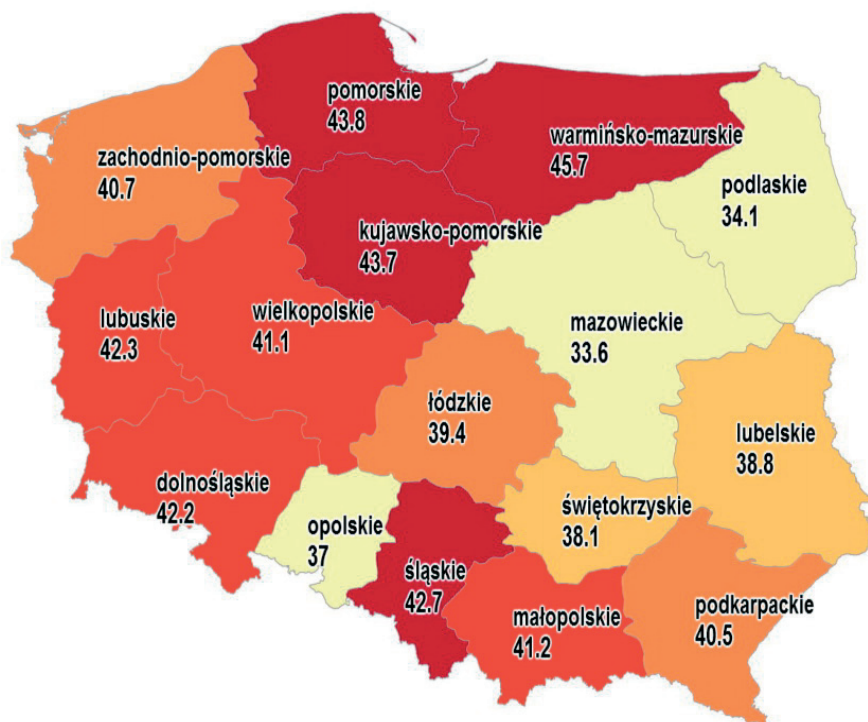 pomorskie
43.8
warmińsko-mazurskie
45.7
zachodnio-pomorskie
40.7
podlaskie
34.1
kujawsko-pomorskie
43.7
lubuskie
42.3
wielkopolskie
41.1
mazowieckie
33.6
łódzkie
39.4
lubelskie
38.8
dolnośląskie
42.2
opolskie
37
świętokrzyskie
38.1
śląskie
42.7
małopolskie
41.2
podkarpackie
40.5